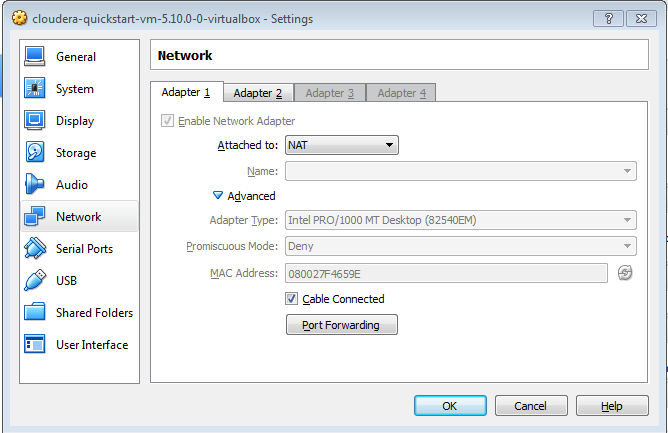 cloudera-quickstart-vm-5.10.0-0-virtualbox - Settings
?
General
System
Display
Storage
Audio
Network
Serial Ports
USB
Shared Folders
User Interface
Network
Adapter 1 Adapter 2 Adapter 3 Adapter 4
Enable Network Adapter
Attached to: NAT
Name:
Advanced
Adapter Type: Intel PRO/1000 MT Desktop (82540EM)
Promiscuous Mode: Deny
MAC Address: 080027F4659E
Cable Connected
Port Forwarding
OK Cancel Help